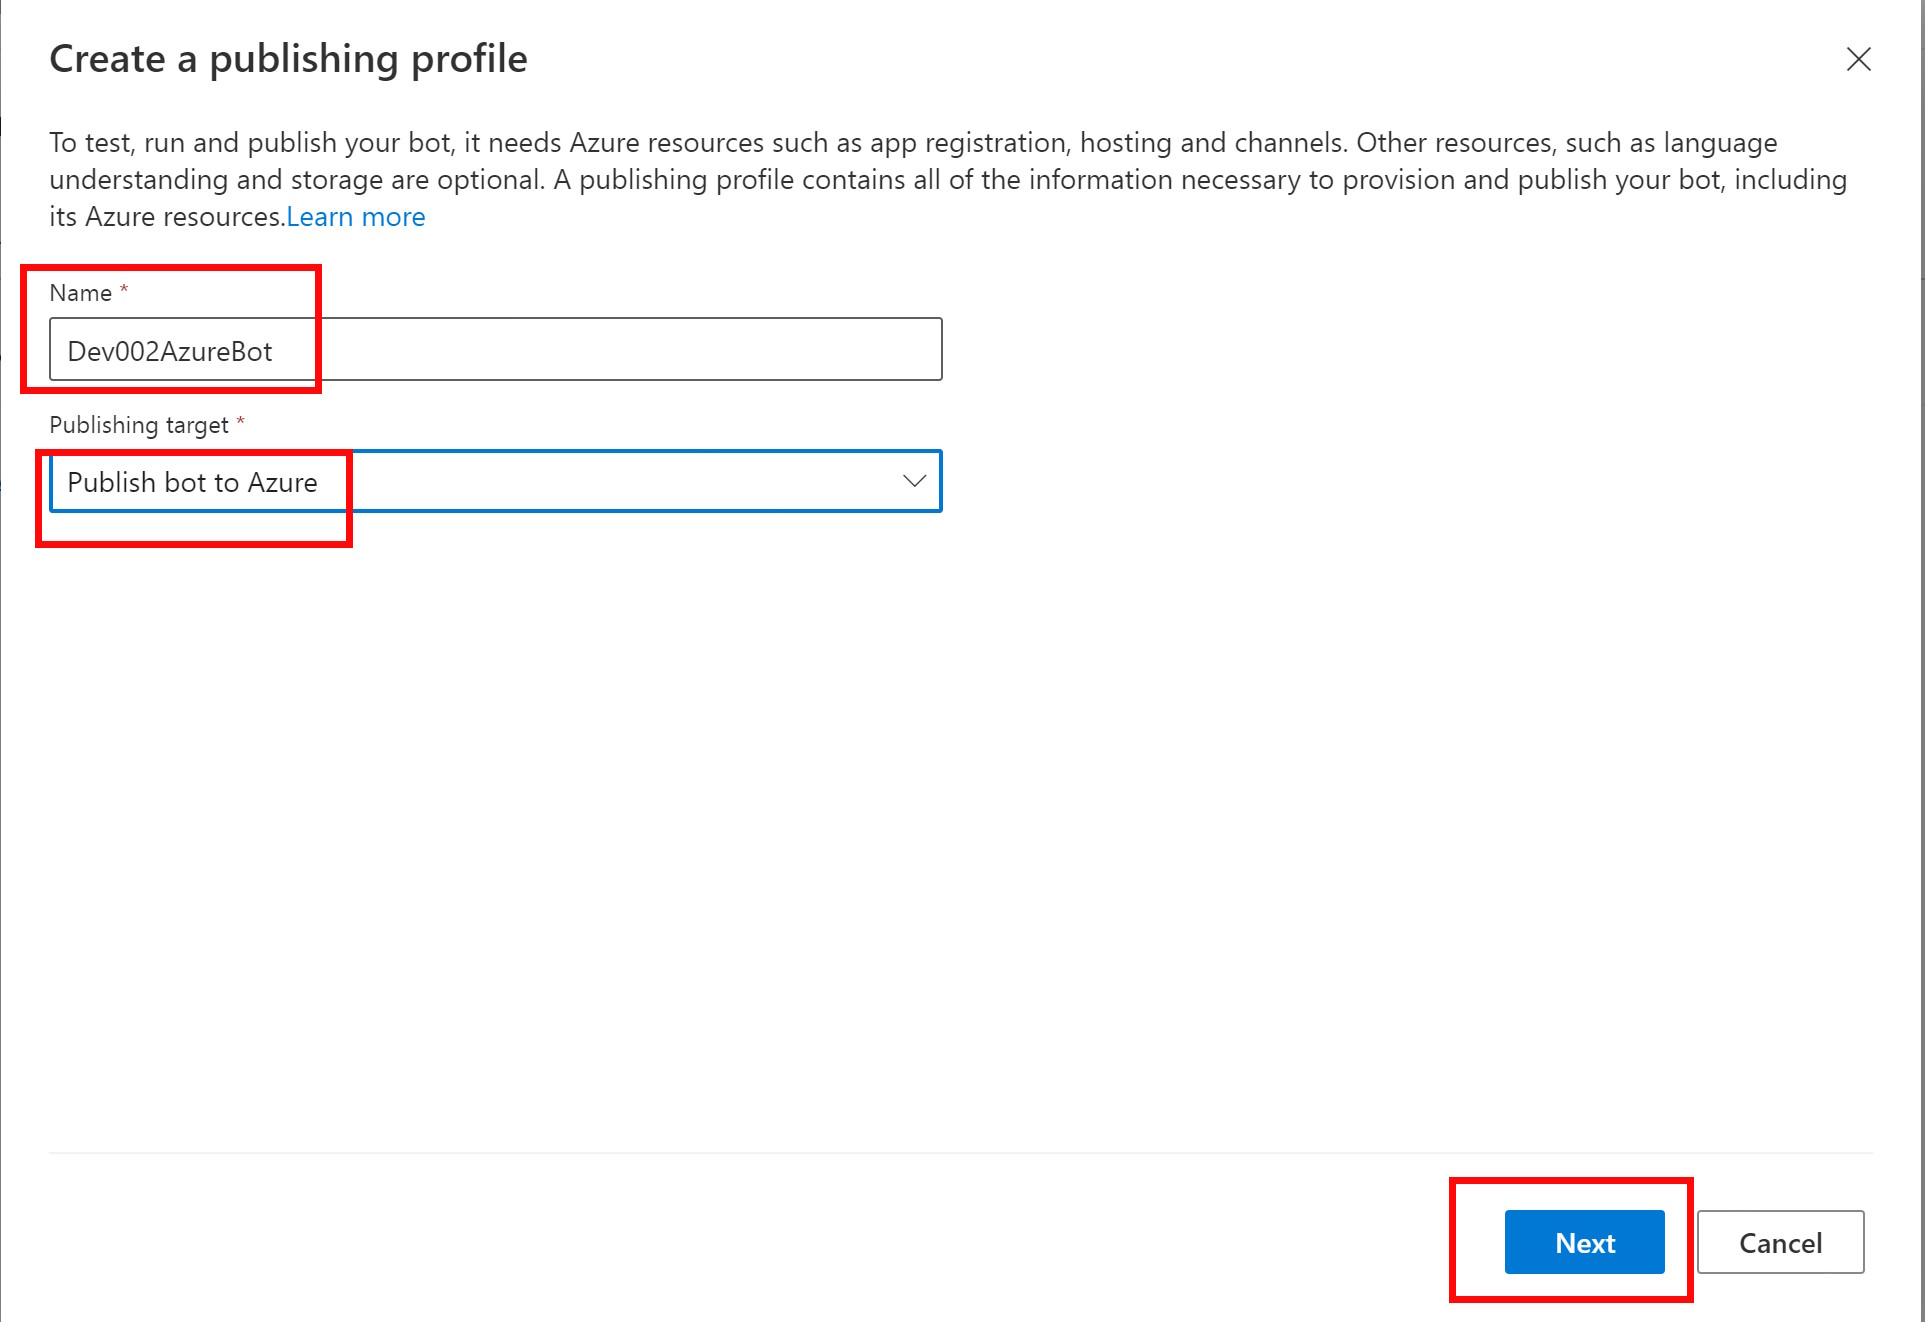 Create a publishing profile
To test, run and publish your bot, it needs Azure resources such as app registration, hosting and channels. Other resources, such as language
understanding and storage are optional. A publishing profile contains all of the information necessary to provision and publish your bot, including
its Azure resources.Learn more
Name *
Dev002AzureBot
Publishing target *
Publish bot to Azure
Next
Cancel